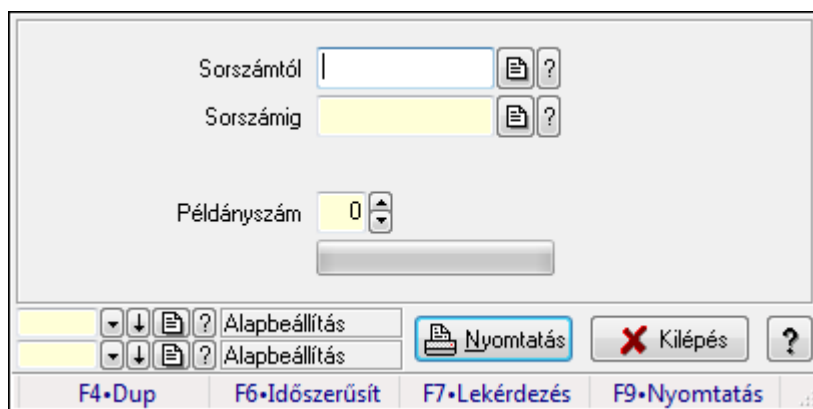 Sorszámtól ?
Sorszámig ?
Példányszám 0
? Alapbeállítás
? Alapbeállítás
Nyomtatás Kilépés ?
F4•Dup F6•Időszerűsít F7•Lekérdezés F9•Nyomtatás